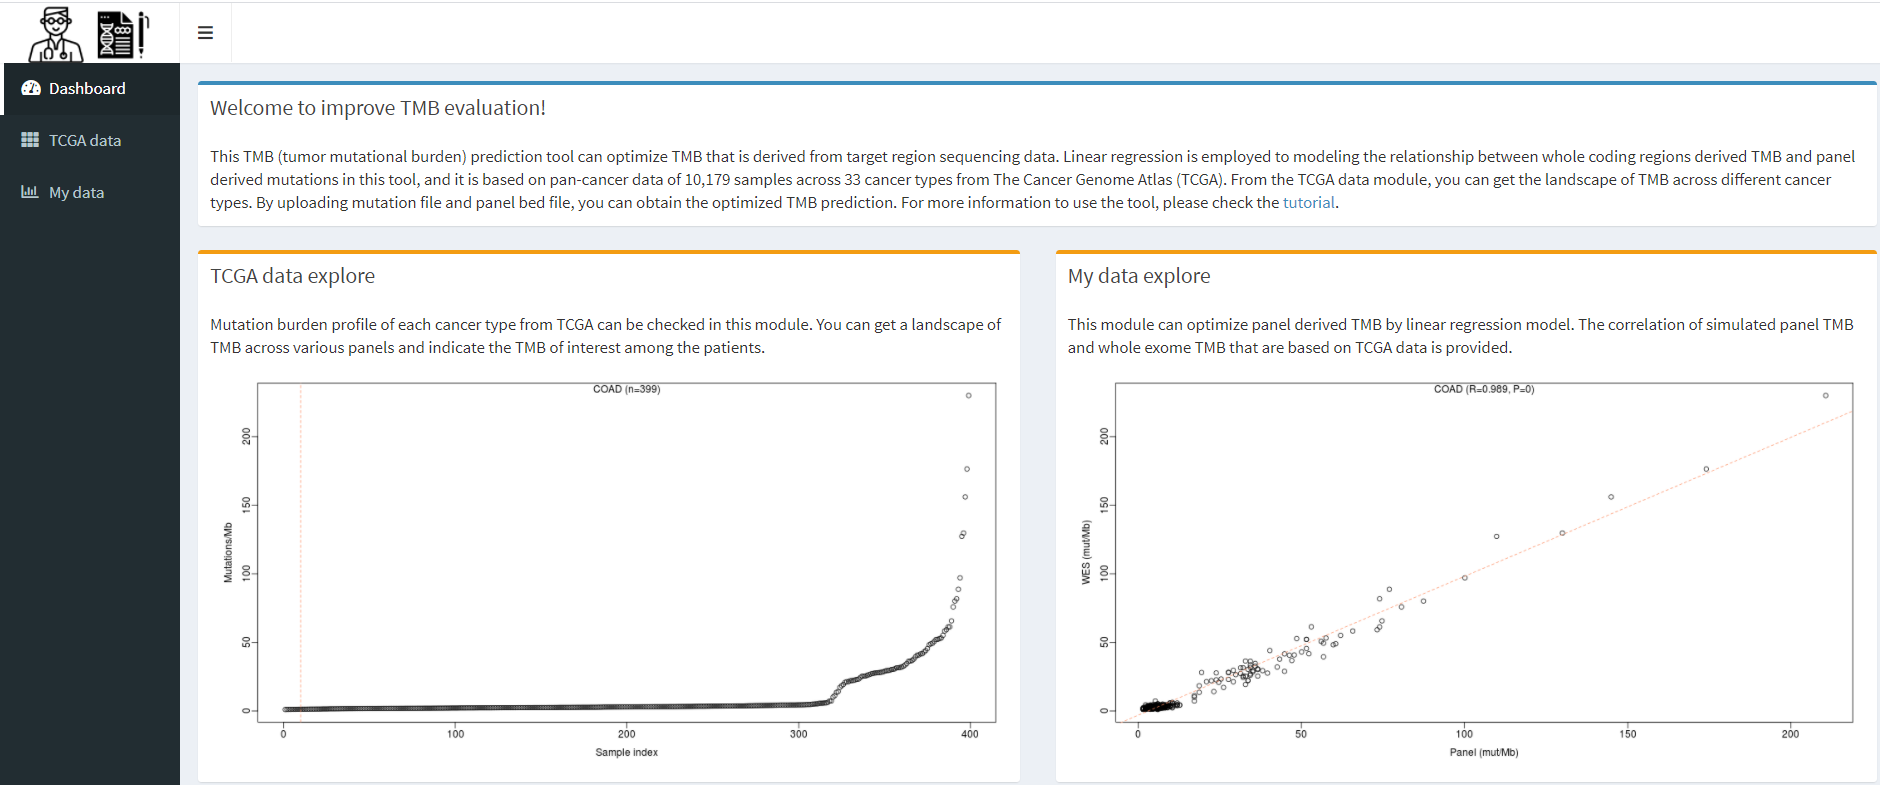 Dashboard
TCGA data
My data
Welcome to improve TMB evaluation!
This TMB (tumor mutational burden) prediction tool can optimize TMB that is derived from target region sequencing data. Linear regression is employed to modeling the relationship between whole coding regions derived TMB and panel
derived mutations in this tool, and it is based on pan-cancer data of 10,179 samples across 33 cancer types from The Cancer Genome Atlas (TCGA). From the TCGA data module, you can get the landscape of TMB across different cancer
types. By uploading mutation file and panel bed file, you can obtain the optimized TMB prediction. For more information to use the tool, please check the tutorial.
TCGA data explore
Mutation burden profile of each cancer type from TCGA can be checked in this module. You can get a landscape of
TMB across various panels and indicate the TMB of interest among the patients.
COAD (n=399)
Mutations/Mb
200
150
100
50
0
0 100 200 300 400
Sample index
My data explore
This module can optimize panel derived TMB by linear regression model. The correlation of simulated panel TMB
and whole exome TMB that are based on TCGA data is provided.
COAD (R=0.989, P=0)
WES (mut/Mb)
200
150
100
50
0
0 50 100 150 200
Panel (mut/Mb)